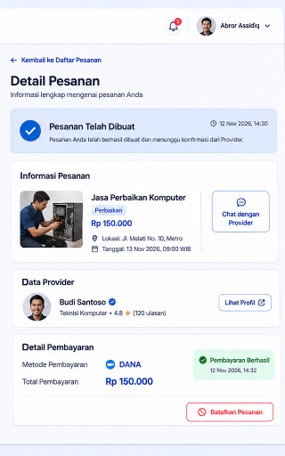 2
Abror Assidiq
← Kembali ke Daftar Pesanan
Detail Pesanan
Informasi lengkap mengenai pesanan Anda
Pesanan Telah Dibuat
12 Nov 2026, 14:30
Pesanan Anda telah berhasil dibuat dan menunggu konfirmasi dari Provider.
Informasi Pesanan
Jasa Perbaikan Komputer
Perbaikan
Rp 150.000
Lokasi: Jl. Melati No. 10, Metro
Tanggal: 13 Nov 2026, 09:00 WIB
Chat dengan
Provider
Data Provider
Budi Santoso
Teknisi Komputer • 4.8 ★ (120 ulasan)
Lihat Profil
Detail Pembayaran
Metode Pembayaran
DANA
Total Pembayaran
Rp 150.000
Pembayaran Berhasil
12 Nov 2026, 14:32
Batalkan Pesanan